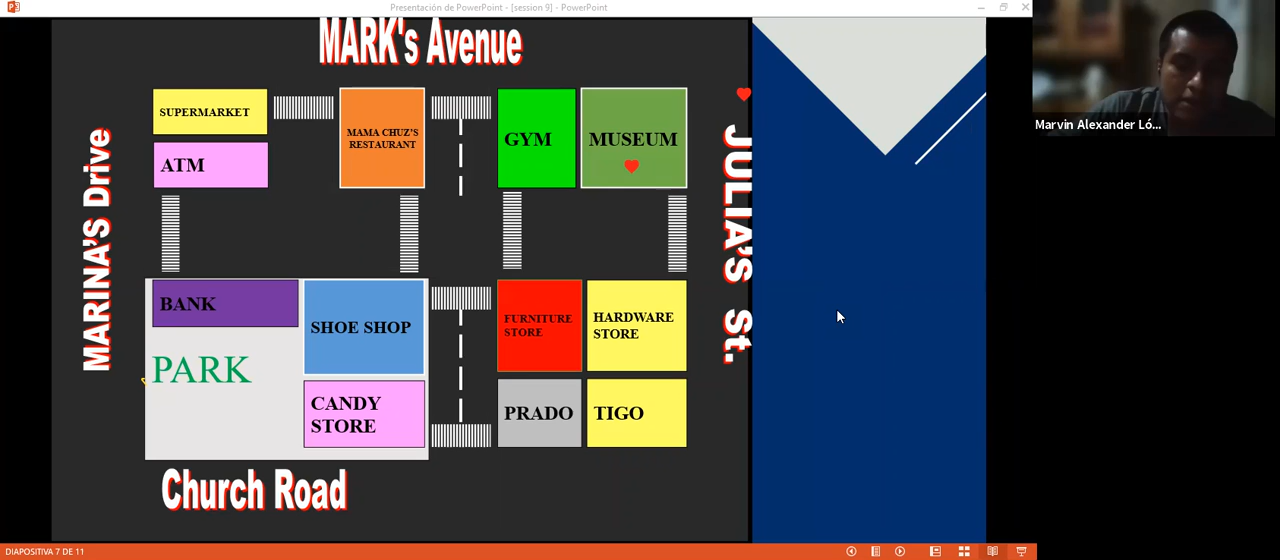 Presentación de PowerPoint - [session 9] - PowerPoint
MARK's Avenue
SUPERMARKET
ATM
MAMA CHUZ'S
RESTAURANT
GYM
MUSEUM
MARINA'S Drive
JULIA'S St.
BANK
SHOE SHOP
PARK
CANDY
STORE
FURNITURE
STORE
HARDWARE
STORE
PRADO
TIGO
Church Road
Marvin Alexander Ló...
DIAPOSITIVA 7 DE 11